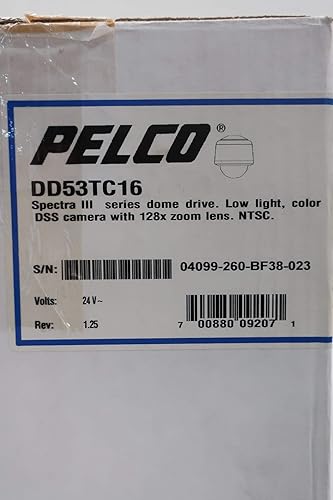 PELCO®
DD53TC16
Spectra III series dome drive. Low light, color
DSS camera with 128x zoom lens. NTSC.
S/N: 04099-260-BF38-023
Volts: 24V~
Rev: 1.25
7 00880 09207 1